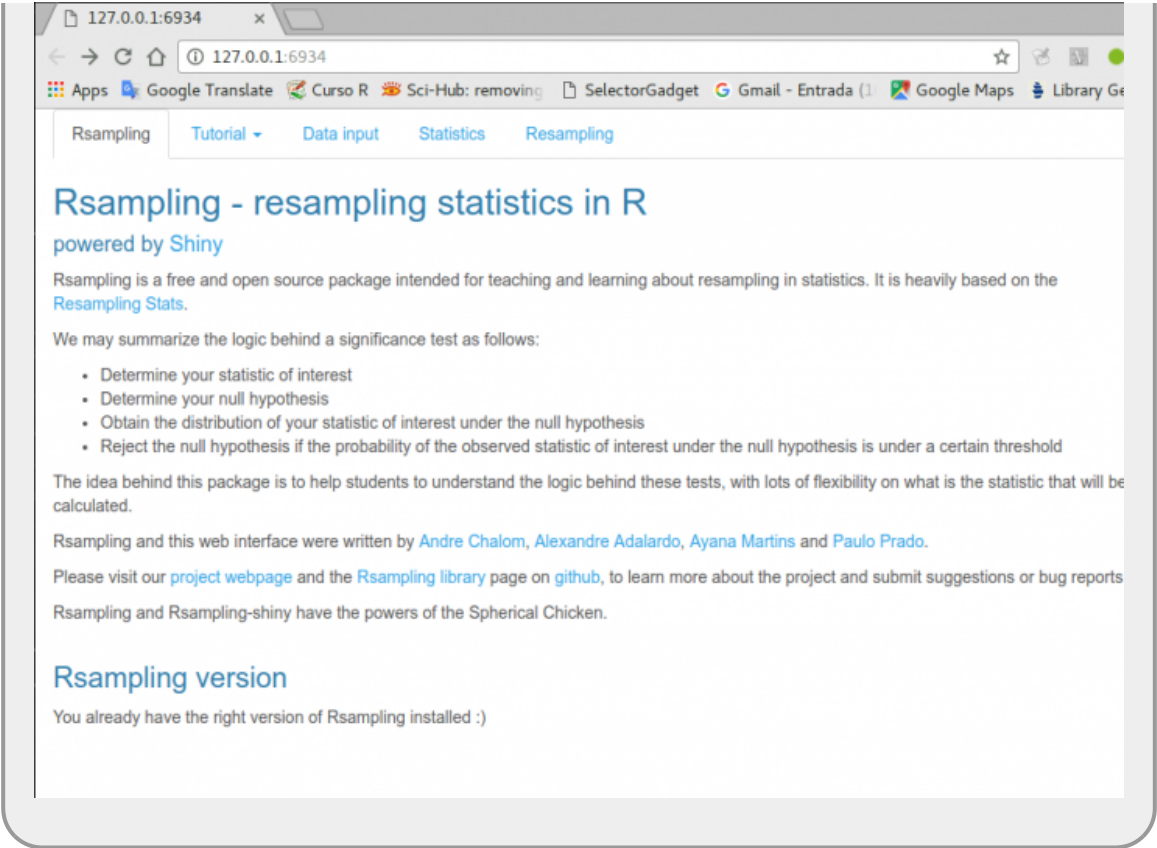 127.0.0.1:6934
127.0.0.1:6934
Apps Google Translate Curso R Sci-Hub: removing SelectorGadget Gmail - Entrada (1 Google Maps Library Ge
Rsampling Tutorial Data input Statistics Resampling
Rsampling - resampling statistics in R
powered by Shiny
Rsampling is a free and open source package intended for teaching and learning about resampling in statistics. It is heavily based on the
Resampling Stats.
We may summarize the logic behind a significance test as follows:
• Determine your statistic of interest
• Determine your null hypothesis
• Obtain the distribution of your statistic of interest under the null hypothesis
• Reject the null hypothesis if the probability of the observed statistic of interest under the null hypothesis is under a certain threshold
The idea behind this package is to help students to understand the logic behind these tests, with lots of flexibility on what is the statistic that will be
calculated.
Rsampling and this web interface were written by Andre Chalom, Alexandre Adalardo, Ayana Martins and Paulo Prado.
Please visit our project webpage and the Rsampling library page on github, to learn more about the project and submit suggestions or bug reports
Rsampling and Rsampling-shiny have the powers of the Spherical Chicken.
Rsampling version
You already have the right version of Rsampling installed :)